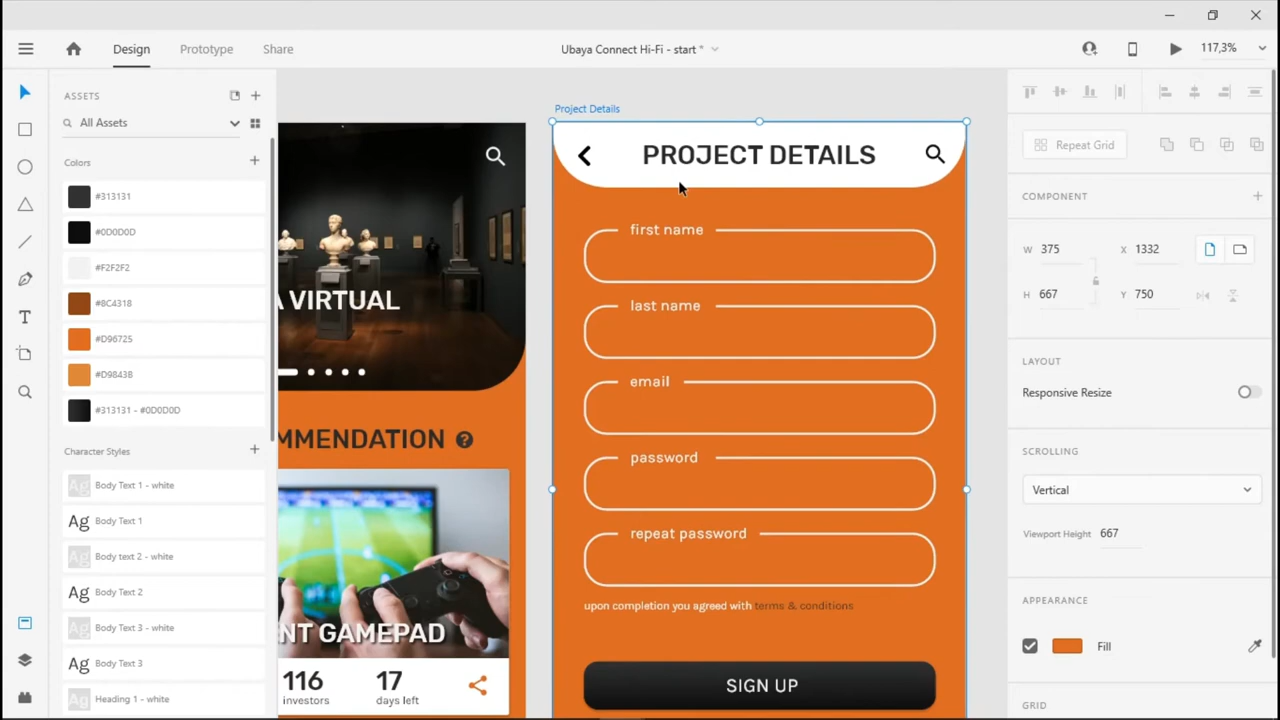 Design
Prototype
Share
Ubaya Connect Hi-Fi - start *
117,3%
ASSETS
All Assets
Colors
#313131
#0D0D0D
#F2F2F2
#8C4318
#D96725
#D9843B
#313131 - #0D0D0D
Character Styles
Ag Body Text 1 - white
Ag Body Text 1
Ag Body text 2 - white
Ag Body Text 2
Ag Body Text 3 - white
Ag Body Text 3
Ag Heading 1 - white
A VIRTUAL
MMENDATION ?
NT GAMEPAD
116
investors
17
days left
Project Details
PROJECT DETAILS
first name
last name
email
password
repeat password
upon completion you agreed with terms & conditions
SIGN UP
Repeat Grid
COMPONENT
W 375
X 1332
H 667
Y 750
LAYOUT
Responsive Resize
SCROLLING
Vertical
Viewport Height 667
APPEARANCE
Fill
GRID